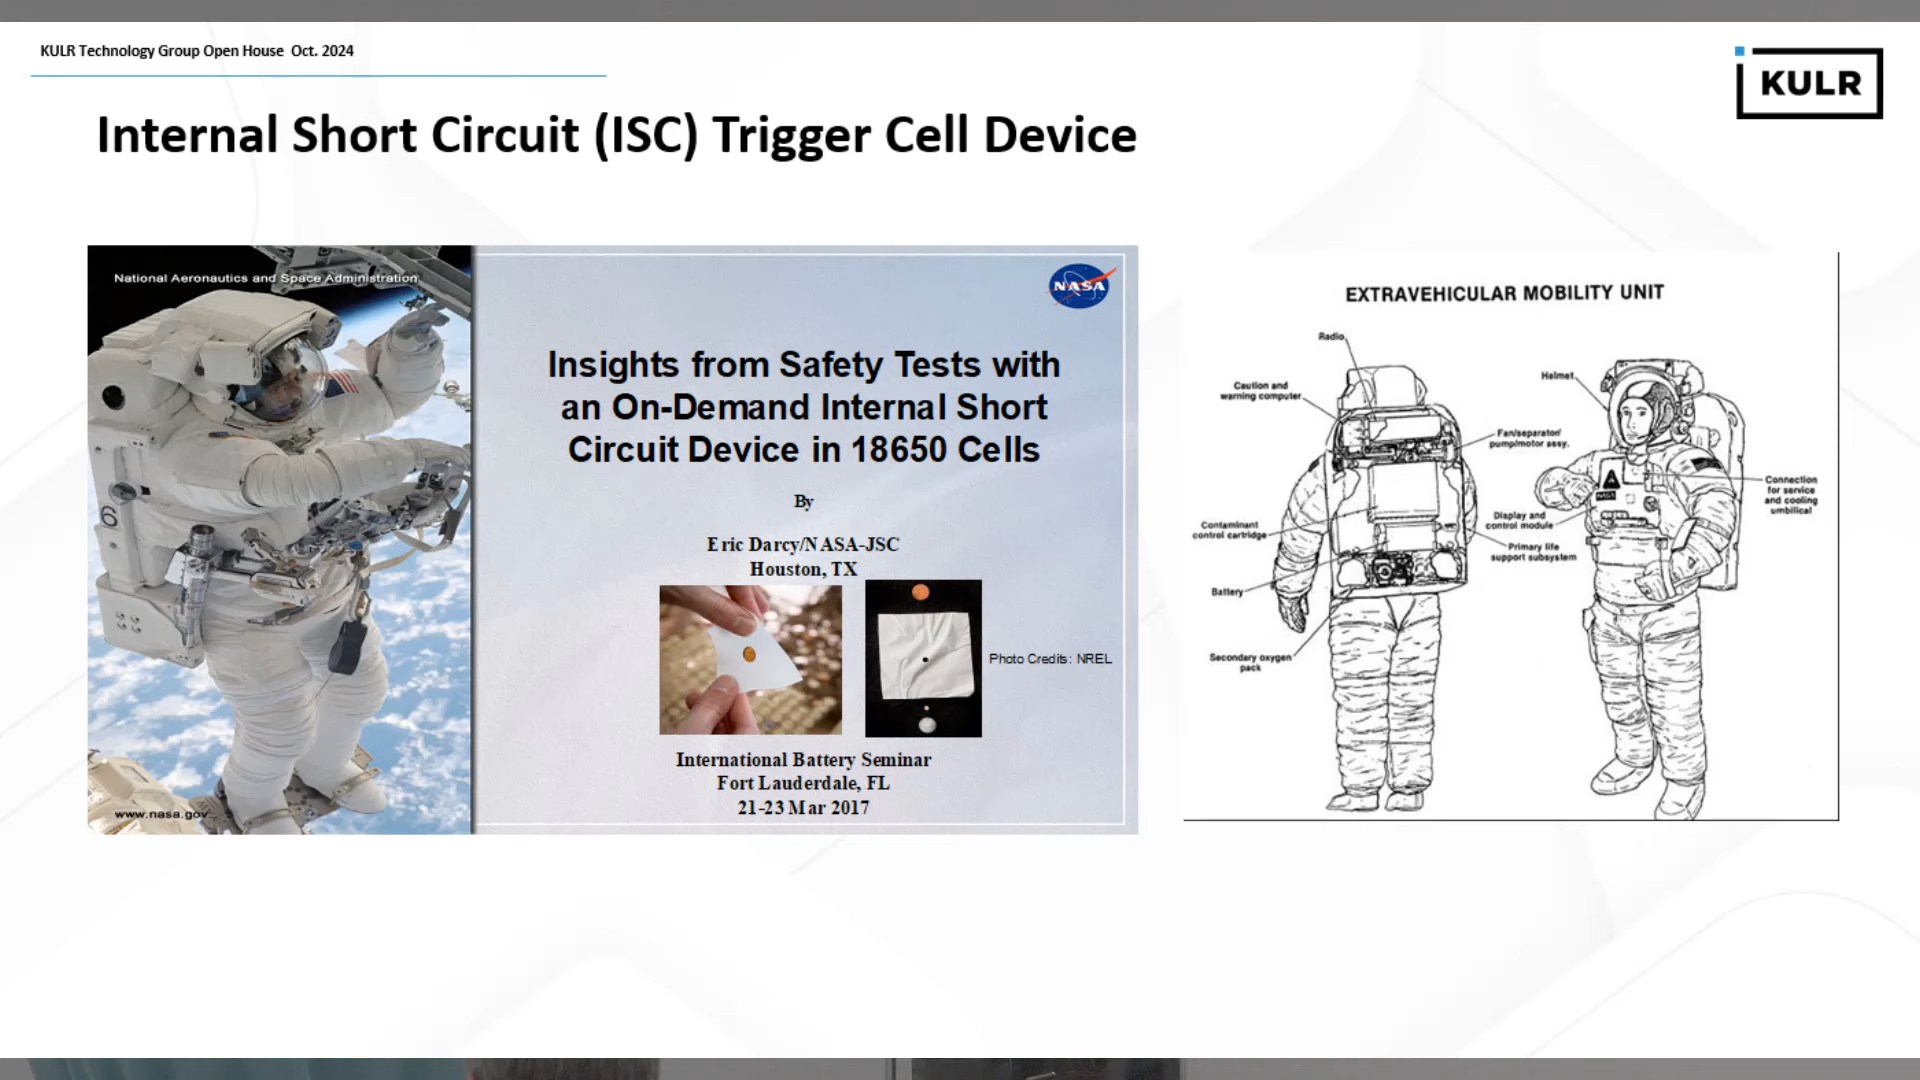 KULR Technology Group Open House Oct. 2024
KULR
Internal Short Circuit (ISC) Trigger Cell Device
National Aeronautics and Space Administration
NASA
6
Insights from Safety Tests with
an On-Demand Internal Short
Circuit Device in 18650 Cells
By
Eric Darcy/NASA-JSC
Houston, TX
Photo Credits: NREL
International Battery Seminar
Fort Lauderdale, FL
21-23 Mar 2017
www.nasa.gov
EXTRAVEHICULAR MOBILITY UNIT
Radio
Caution and
warning computer
Contaminant
control cartridge
Battery
Secondary oxygen
pack
Helmet
Fan/separator/
pump/motor assy.
Display and
control module
Primary life
support subsystem
Connection
for service
and cooling
umbilical
NASA